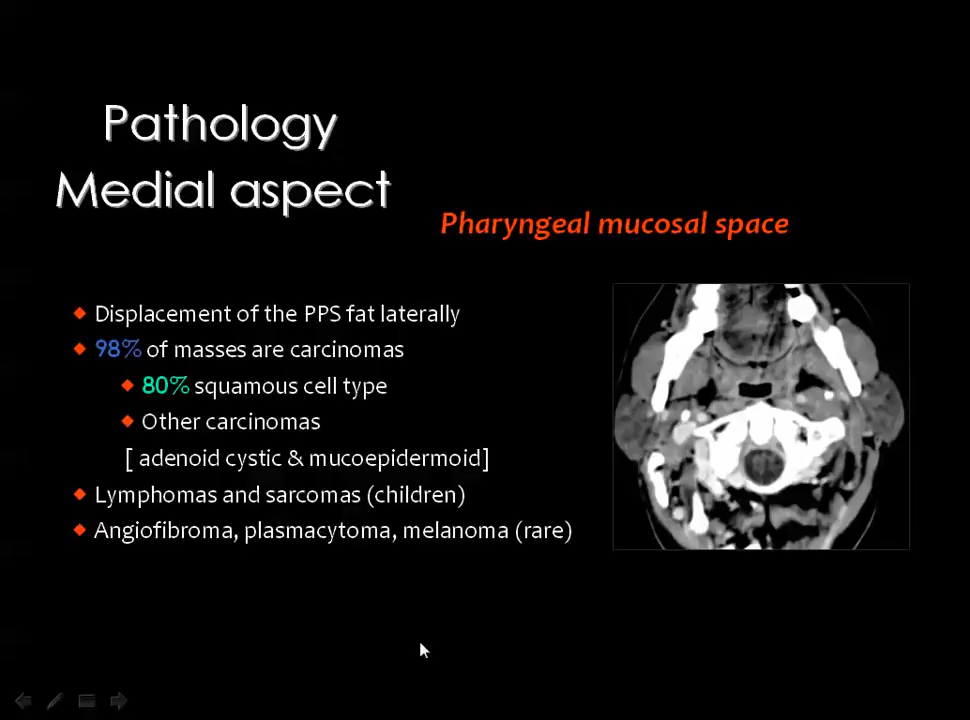 Pathology
Medial aspect
Pharyngeal mucosal space
Displacement of the PPS fat laterally
98% of masses are carcinomas
80% squamous cell type
Other carcinomas
[ adenoid cystic & mucoepidermoid]
Lymphomas and sarcomas (children)
Angiofibroma, plasmacytoma, melanoma (rare)